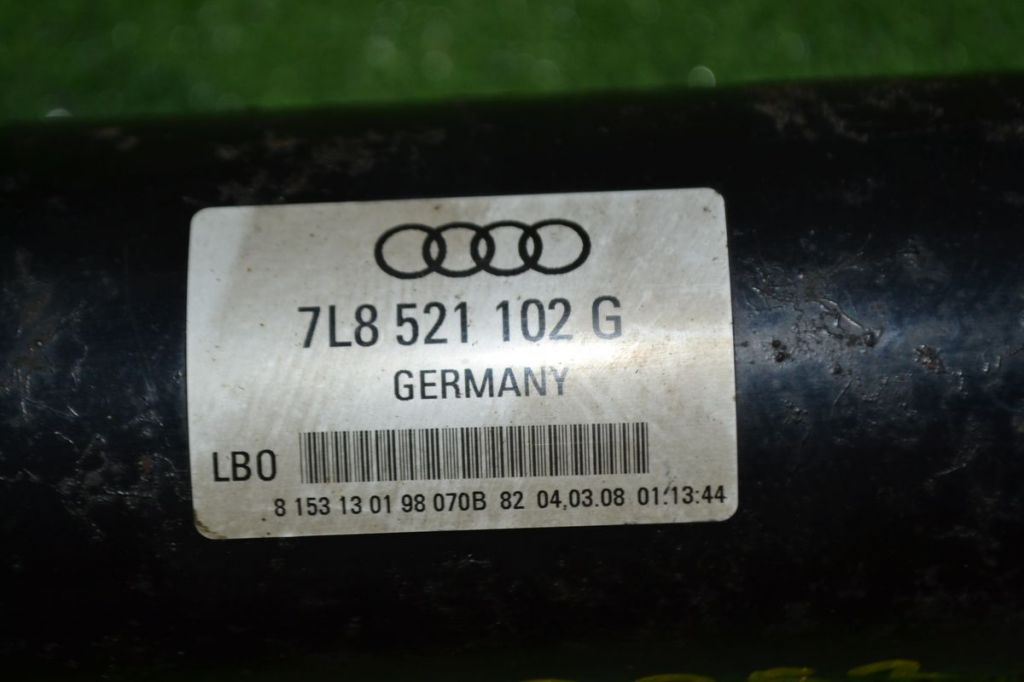 7L8 521 102 G
GERMANY
LBO
8 153 13 01 98 070B 82 04,03.08 01:13:44